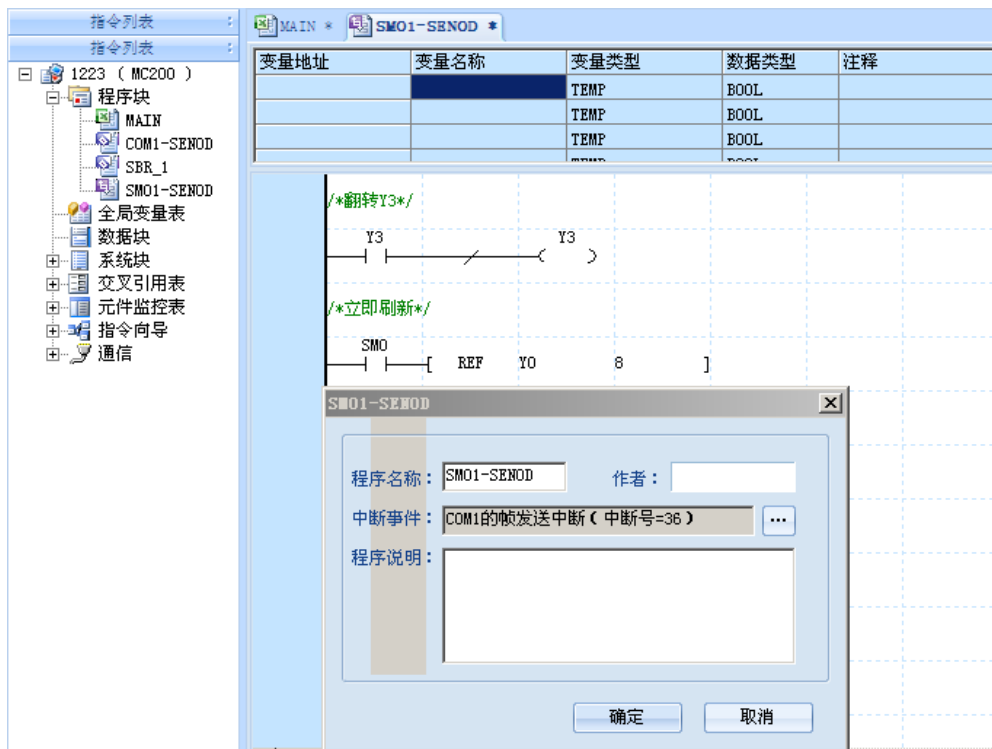 指令列表
指令列表
1223 ( MC200 )
程序块
MAIN
COM1-SENOD
SBR_1
SMO1-SENOD
全局变量表
数据块
系统块
交叉引用表
元件监控表
指令向导
通信
MAIN *
SMO1-SENOD *
变量地址 变量名称 变量类型 数据类型 注释
TEMP BOOL
TEMP BOOL
TEMP BOOL
TEMP BOOL
/*翻转Y3*/
Y3 Y3
/*立即刷新*/
SM0
[ REF Y0 8 ]
SMO1-SENOD
程序名称： SMO1-SENOD 作者：
中断事件： COM1的帧发送中断(中断号=36)
...
程序说明：
确定 取消